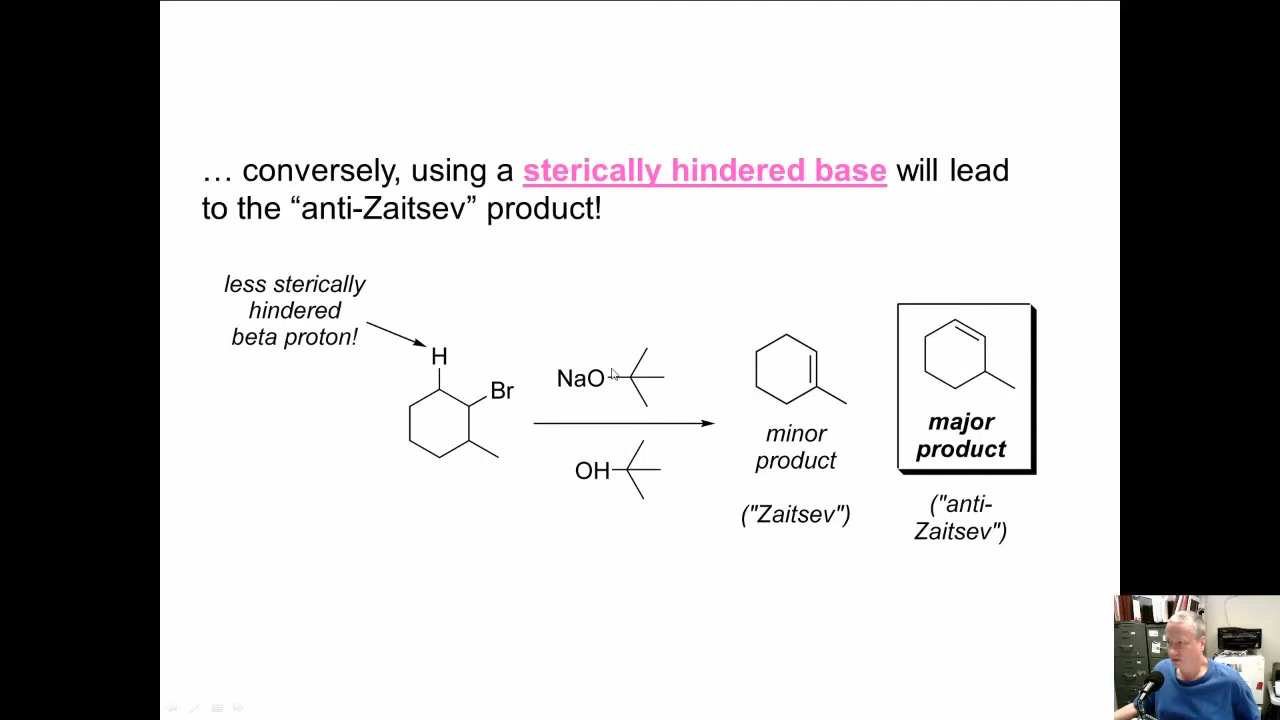 … conversely, using a sterically hindered base will lead
to the “anti-Zaitsev” product!
less sterically
hindered
beta proton!
H
Br
NaO
OH
minor
product
("Zaitsev")
major
product
("anti-
Zaitsev")